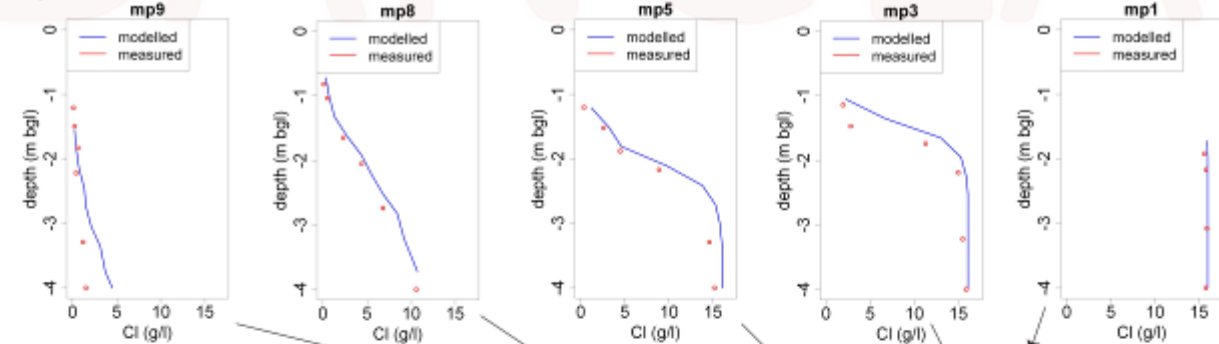 mp9 mp8 mp5 mp3 mp1
0 modelled 0 modelled 0 modelled 0 modelled 0 modelled
measured measured measured measured measured
-1 -1 -1 -1 -1
depth (m bgl) depth (m bgl) depth (m bgl) depth (m bgl) depth (m bgl)
-2 -2 -2 -2 -2
-3 -3 -3 -3 -3
-4 -4 -4 -4 -4
0 5 10 15 0 5 10 15 0 5 10 15 0 5 10 15 0 5 10 15
Cl (g/l) Cl (g/l) Cl (g/l) Cl (g/l) Cl (g/l)